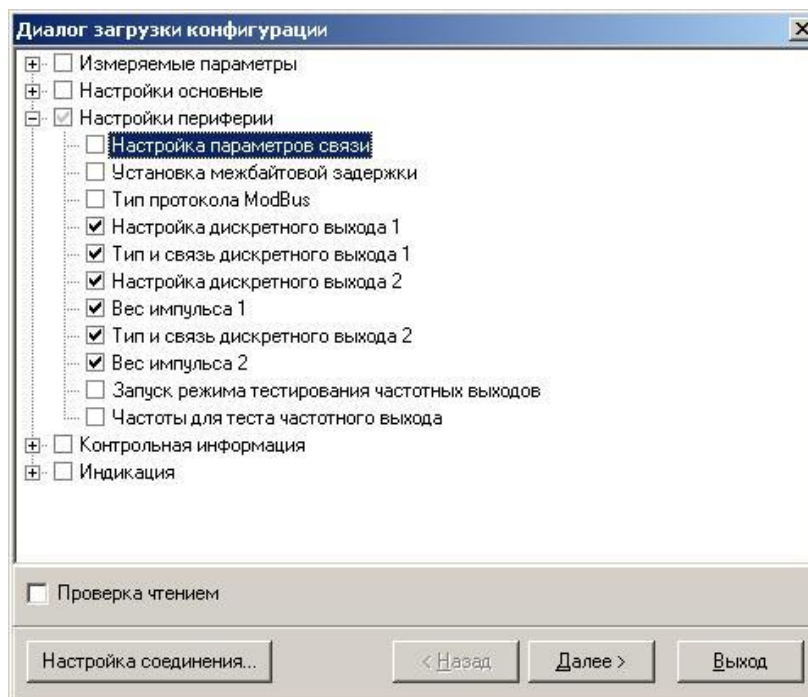 Диалог загрузки конфигурации
Измеряемые параметры
Настройки основные
Настройки периферии
Настройка параметров связи
Установка межбайтовой задержки
Тип протокола ModBus
Настройка дискретного выхода 1
Тип и связь дискретного выхода 1
Настройка дискретного выхода 2
Вес импульса 1
Тип и связь дискретного выхода 2
Вес импульса 2
Запуск режима тестирования частотных выходов
Частоты для теста частотного выхода
Контрольная информация
Индикация
Проверка чтением
Настройка соединения... < Назад Далее > Выход